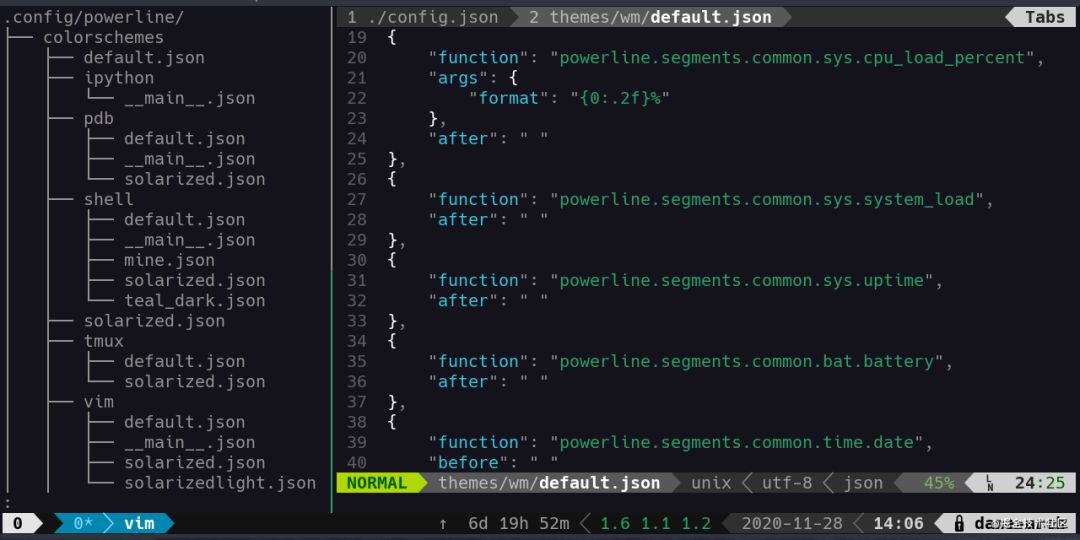 .config/powerline/
colorschemes
default.json
ipython
__main__.json
pdb
default.json
__main__.json
solarized.json
shell
default.json
__main__.json
mine.json
solarized.json
teal_dark.json
solarized.json
tmux
default.json
solarized.json
vim
default.json
__main__.json
solarized.json
solarizedlight.json
:
1 ./config.json 2 themes/wm/default.json Tabs
19 {
20 "function": "powerline.segments.common.sys.cpu_load_percent",
21 "args": {
22 "format": "{0:.2f}%"
23 },
24 "after": " "
25 },
26 {
27 "function": "powerline.segments.common.sys.system_load",
28 "after": " "
29 },
30 {
31 "function": "powerline.segments.common.sys.uptime",
32 "after": " "
33 },
34 {
35 "function": "powerline.segments.common.bat.battery",
36 "after": " "
37 },
38 {
39 "function": "powerline.segments.common.time.date",
40 "before": " "
NORMAL themes/wm/default.json unix utf-8 json 45% LN 24:25
0 0* vim ↑ 6d 19h 52m 1.6 1.1 1.2 2020-11-28 14:06